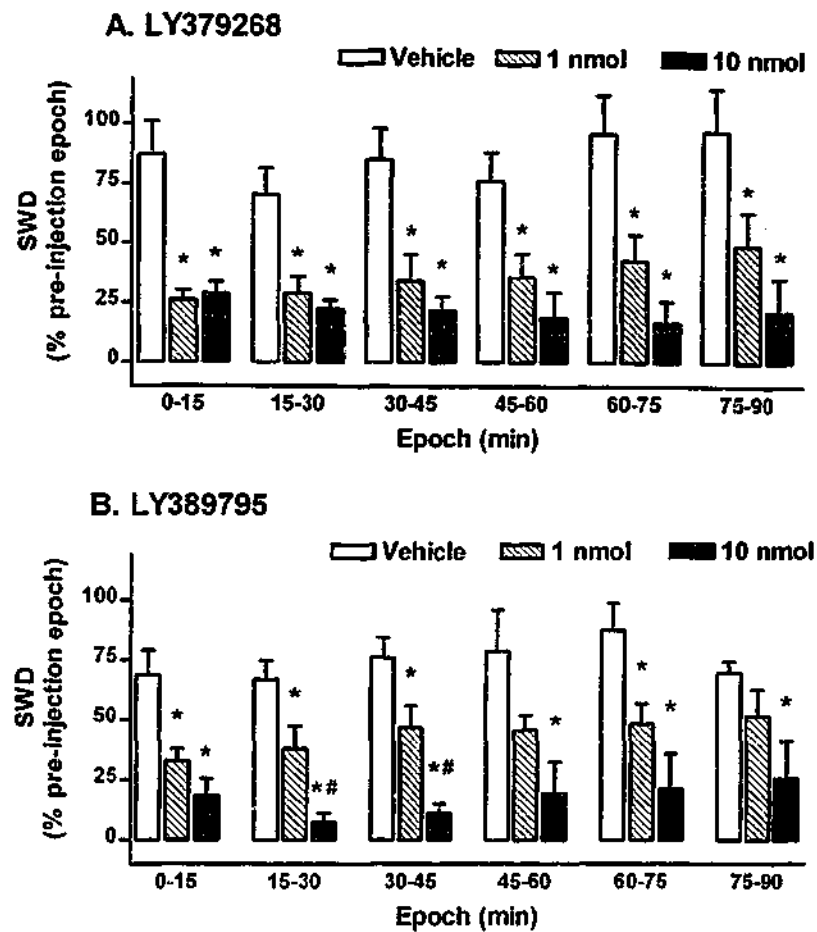 A. LY379268
Vehicle 1 nmol 10 nmol
SWD
(% pre-injection epoch)
100
75
50
25
0
* * * * * * * * * * * *
0-15 15-30 30-45 45-60 60-75 75-90
Epoch (min)
B. LY389795
Vehicle 1 nmol 10 nmol
SWD
(% pre-injection epoch)
100
75
50
25
0
* * * *# * *# * * * *
0-15 15-30 30-45 45-60 60-75 75-90
Epoch (min)